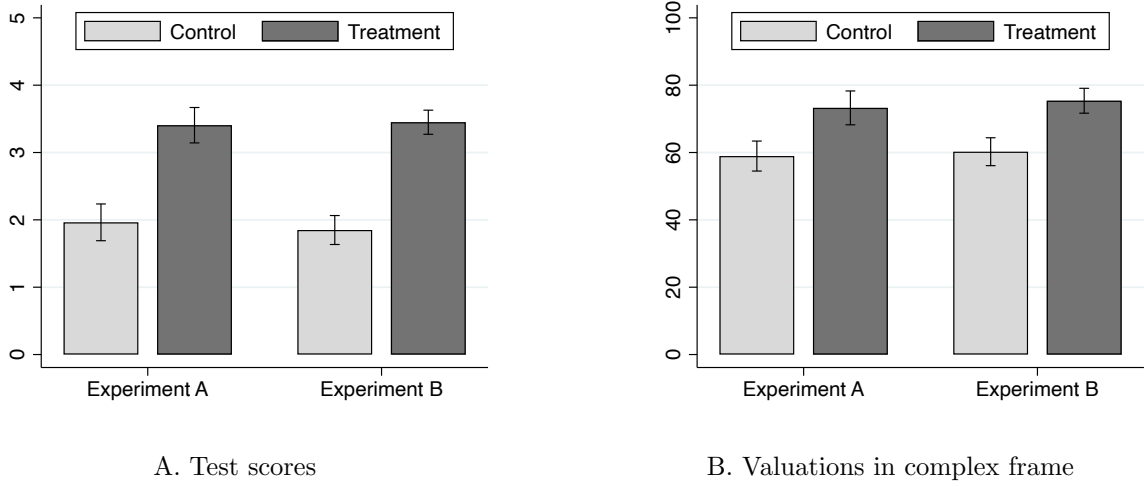 Control Treatment
5
4
3
2
1
0
Experiment A Experiment B
A. Test scores
Control Treatment
100
80
60
40
20
0
Experiment A Experiment B
B. Valuations in complex frame